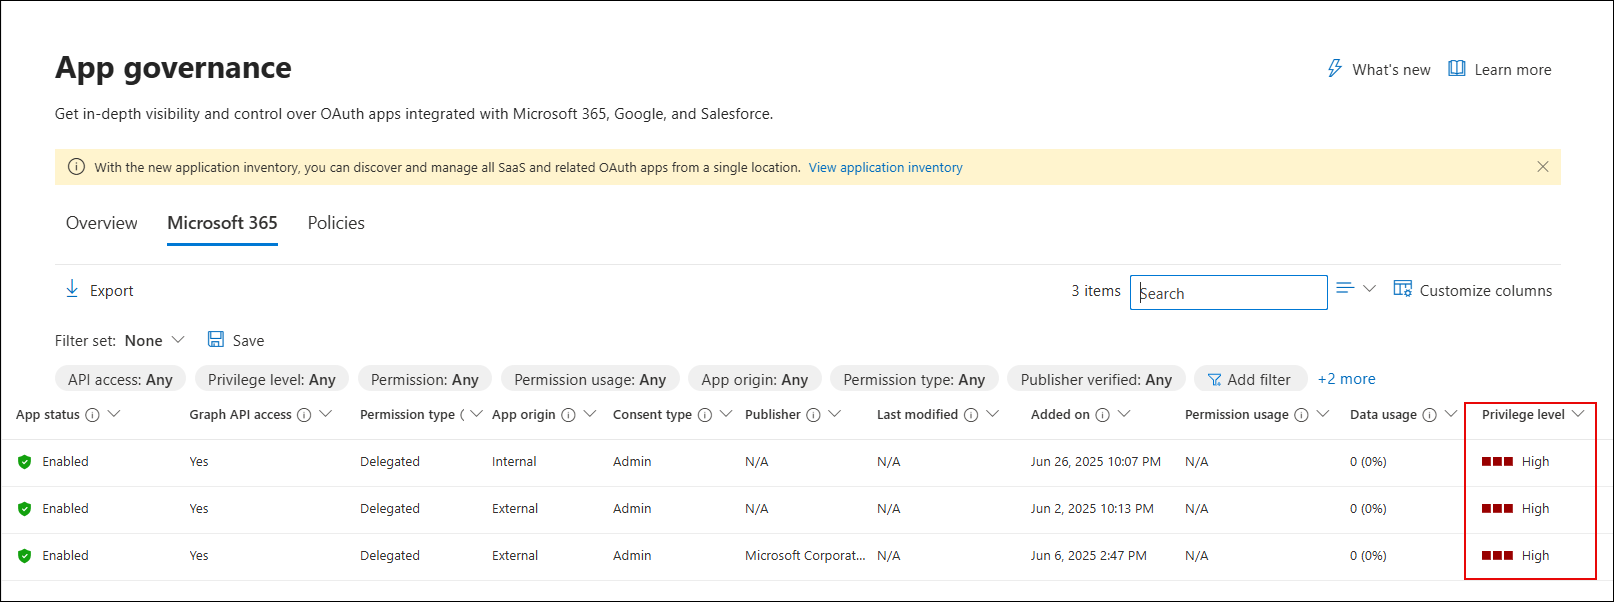 App governance
What's new Learn more
Get in-depth visibility and control over OAuth apps integrated with Microsoft 365, Google, and Salesforce.
With the new application inventory, you can discover and manage all SaaS and related OAuth apps from a single location. View application inventory
Overview Microsoft 365 Policies
Export 3 items Search Customize columns
Filter set: None Save
API access: Any Privilege level: Any Permission: Any Permission usage: Any App origin: Any Permission type: Any Publisher verified: Any Add filter +2 more
App status Graph API access Permission type App origin Consent type Publisher Last modified Added on Permission usage Data usage Privilege level
Enabled Yes Delegated Internal Admin N/A N/A Jun 26, 2025 10:07 PM N/A 0 (0%) High
Enabled Yes Delegated External Admin N/A N/A Jun 2, 2025 10:13 PM N/A 0 (0%) High
Enabled Yes Delegated External Admin Microsoft Corporat... N/A Jun 6, 2025 2:47 PM N/A 0 (0%) High